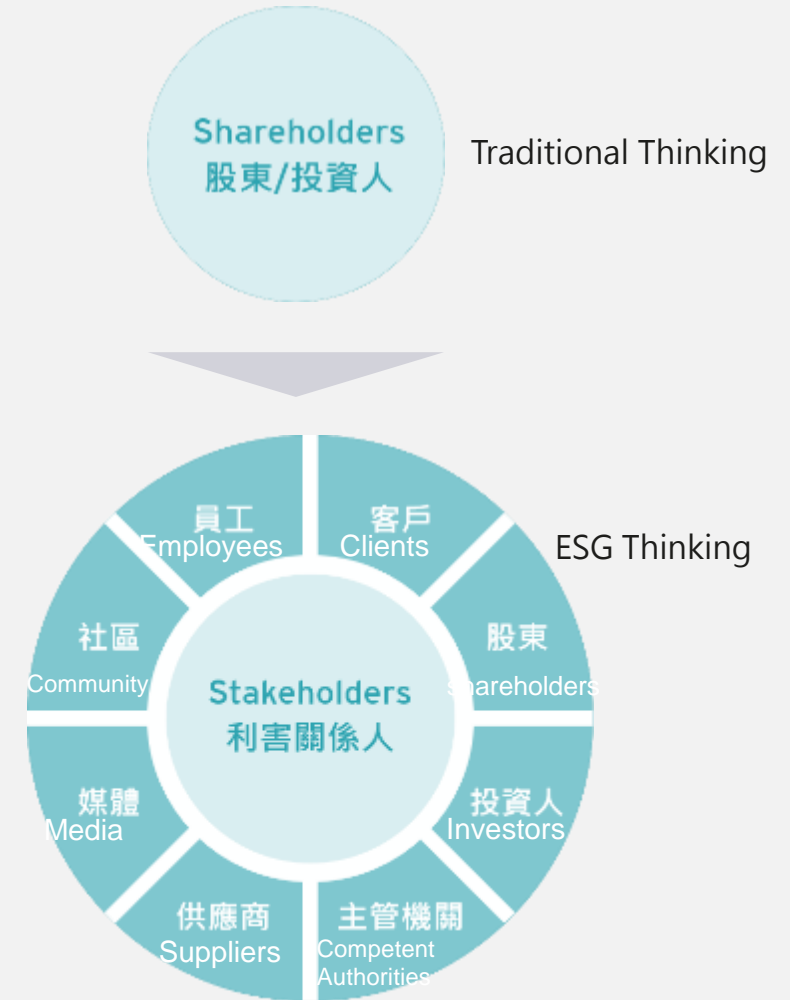 Shareholders
股東/投資人
Traditional Thinking
員工
Employees
客戶
Clients
ESG Thinking
社區
Community
股東
shareholders
Stakeholders
利害關係人
媒體
Media
投資人
Investors
供應商
Suppliers
主管機關
Competent
Authorities